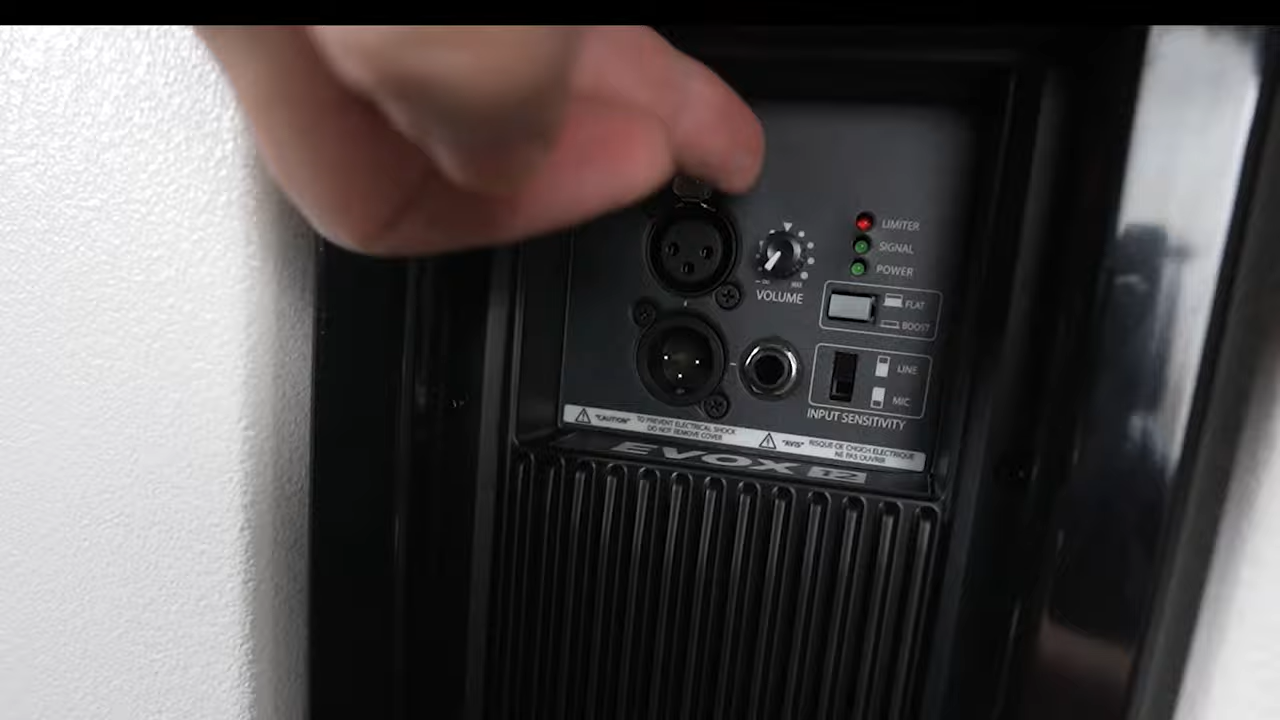 LIMITER
SIGNAL
POWER
VOLUME
FLAT
BOOST
LINE
MIC
INPUT SENSITIVITY
"CAUTION" TO PREVENT ELECTRICAL SHOCK
DO NOT REMOVE COVER
"AVIS" RISQUE DE CHOCH ELECTRIQUE
NE PAS OUVRIR
EVOX 12